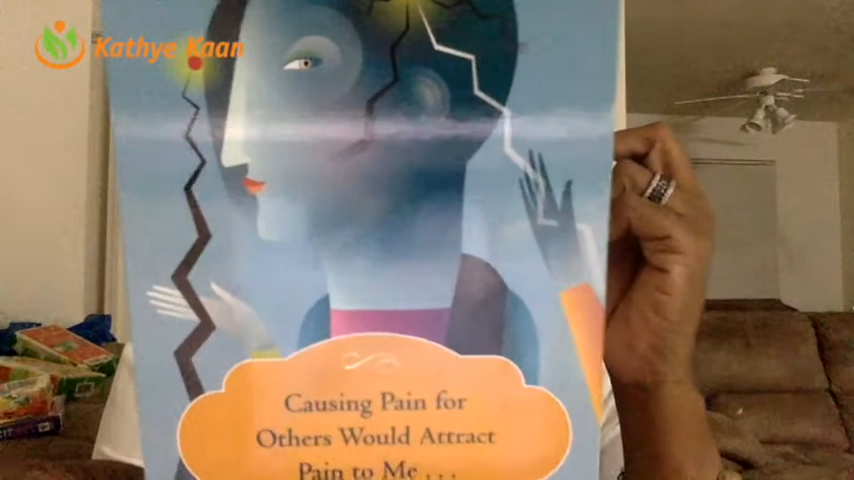 Kathye Kaan
Causing Pain for
Others Would Attract
Pain to Me . . .